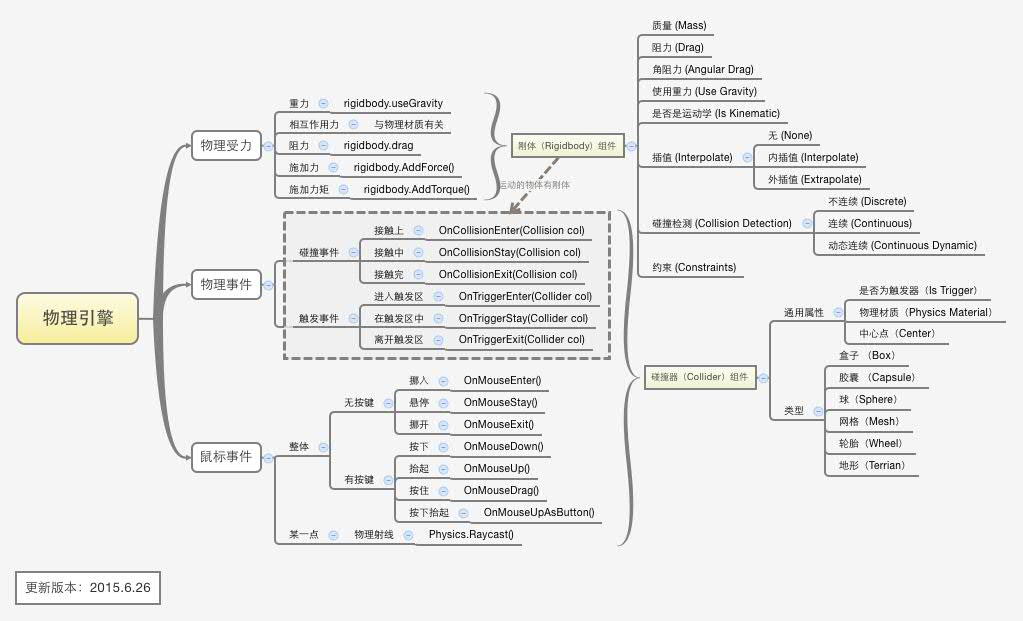 物理引擎
物理受力
重力 rigidbody.useGravity
相互作用力 与物理材质有关
阻力 rigidbody.drag
施加力 rigidbody.AddForce()
施加力矩 rigidbody.AddTorque()
刚体（Rigidbody）组件
运动的物体有刚体
质量 (Mass)
阻力 (Drag)
角阻力 (Angular Drag)
使用重力 (Use Gravity)
是否是运动学 (Is Kinematic)
插值 (Interpolate)
无 (None)
内插值 (Interpolate)
外插值 (Extrapolate)
碰撞检测 (Collision Detection)
不连续 (Discrete)
连续 (Continuous)
动态连续 (Continuous Dynamic)
约束 (Constraints)
物理事件
碰撞事件
接触上 OnCollisionEnter(Collision col)
接触中 OnCollisionStay(Collision col)
接触完 OnCollisionExit(Collision col)
触发事件
进入触发区 OnTriggerEnter(Collider col)
在触发区中 OnTriggerStay(Collider col)
离开触发区 OnTriggerExit(Collider col)
鼠标事件
整体
无按键
挪入 OnMouseEnter()
悬停 OnMouseStay()
挪开 OnMouseExit()
有按键
按下 OnMouseDown()
抬起 OnMouseUp()
按住 OnMouseDrag()
按下抬起 OnMouseUpAsButton()
某一点 物理射线 Physics.Raycast()
碰撞器（Collider）组件
通用属性
是否为触发器（Is Trigger）
物理材质（Physics Material）
中心点（Center）
类型
盒子 （Box）
胶囊 （Capsule）
球（Sphere）
网格（Mesh）
轮胎（Wheel）
地形（Terrian）
更新版本：2015.6.26